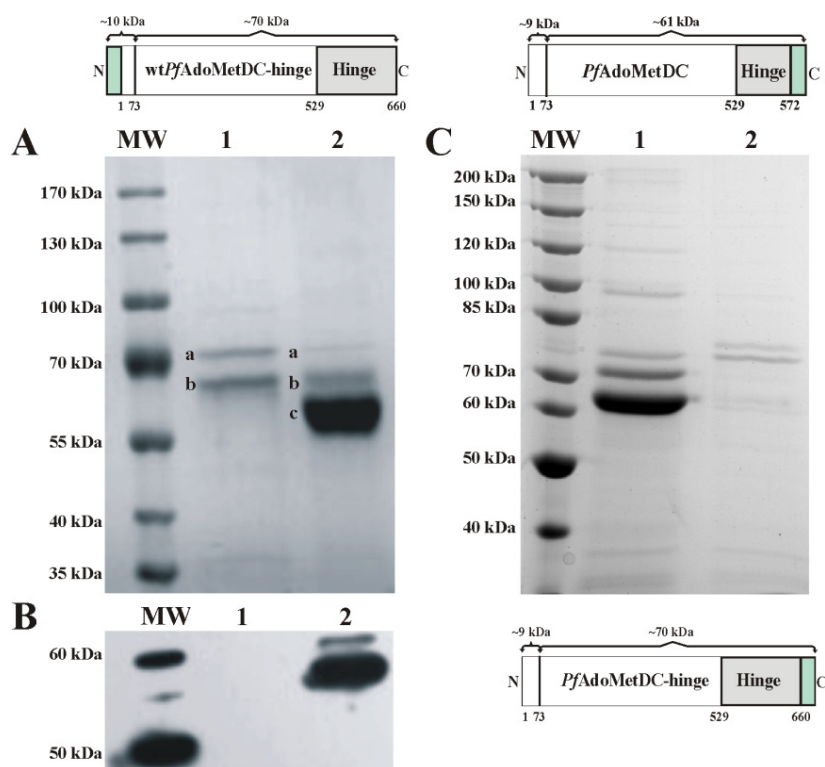 ~10 kDa ~70 kDa
N wtPfAdoMetDC-hinge Hinge C
1 73 529 660
~9 kDa ~61 kDa
N PfAdoMetDC Hinge C
1 73 529 572
A MW 1 2
170 kDa
130 kDa
100 kDa
a a
70 kDa
b b
c
55 kDa
40 kDa
35 kDa
C MW 1 2
200 kDa
150 kDa
120 kDa
100 kDa
85 kDa
70 kDa
60 kDa
50 kDa
40 kDa
B MW 1 2
60 kDa
50 kDa
~9 kDa ~70 kDa
N PfAdoMetDC-hinge Hinge C
1 73 529 660